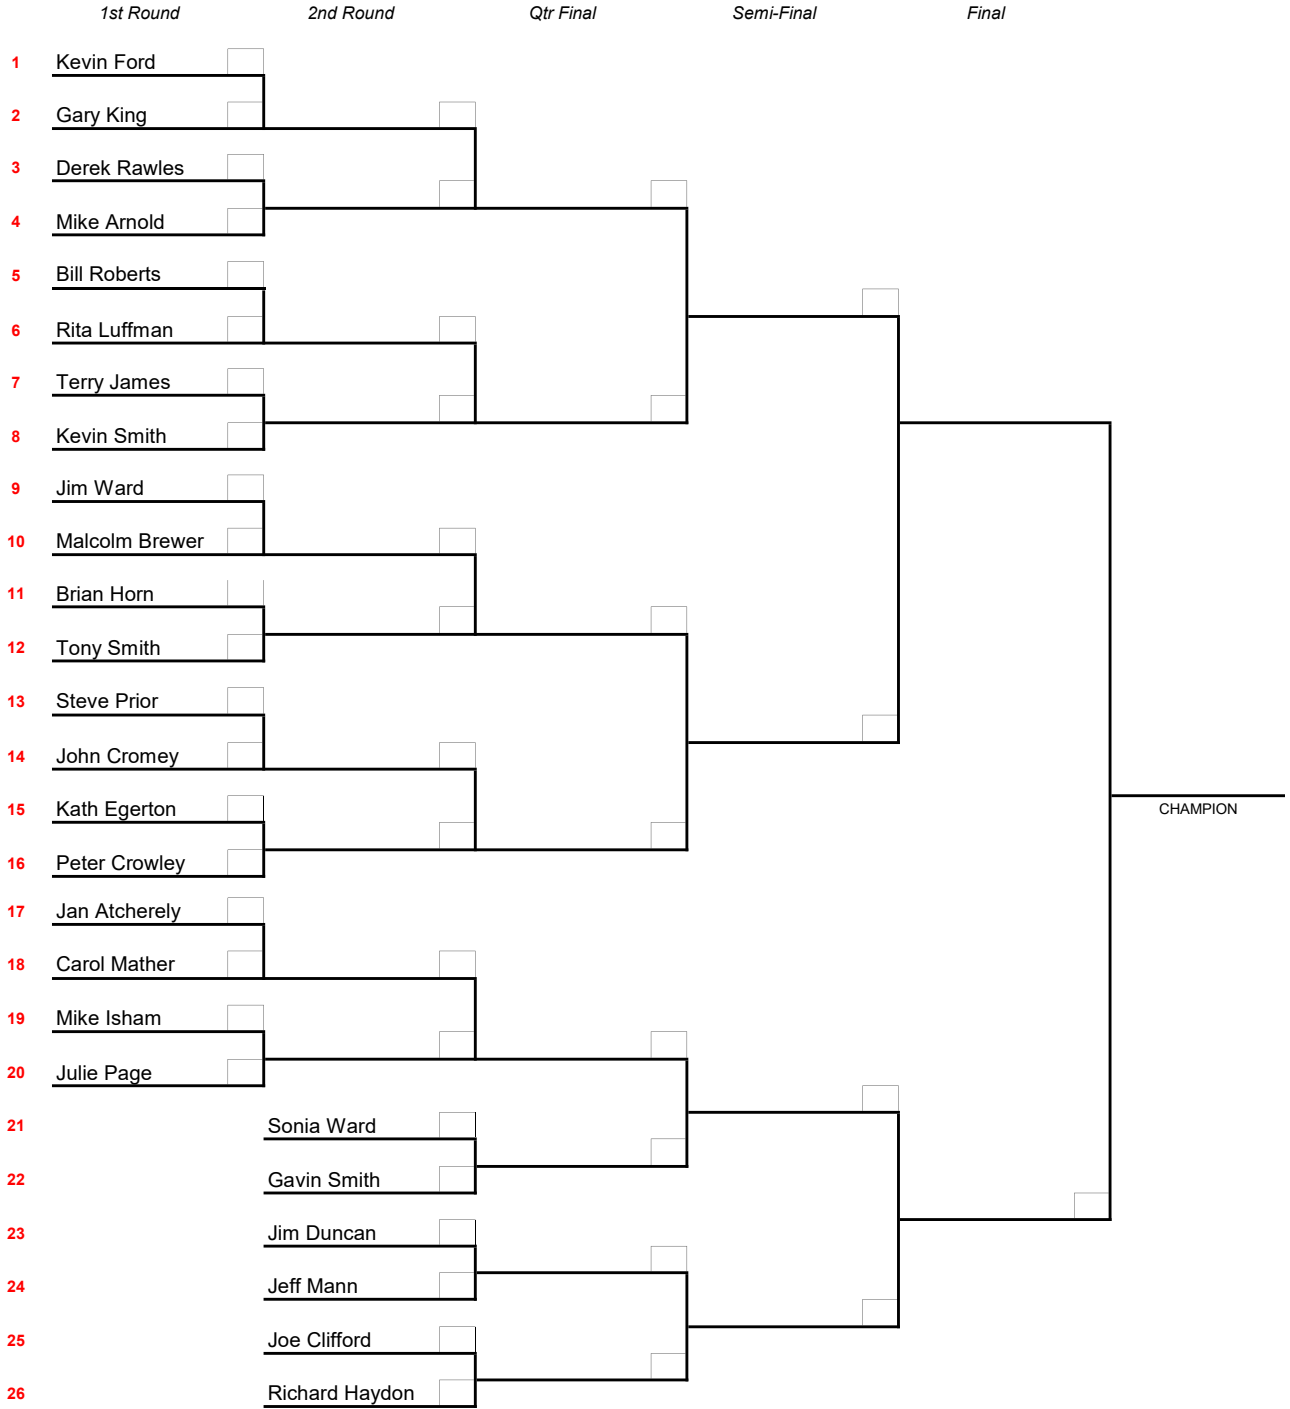 1st Round 2nd Round Qtr Final Semi-Final Final
1 Kevin Ford
2 Gary King
3 Derek Rawles
4 Mike Arnold
5 Bill Roberts
6 Rita Luffman
7 Terry James
8 Kevin Smith
9 Jim Ward
10 Malcolm Brewer
11 Brian Horn
12 Tony Smith
13 Steve Prior
14 John Cromey
15 Kath Egerton
CHAMPION
16 Peter Crowley
17 Jan Atcherely
18 Carol Mather
19 Mike Isham
20 Julie Page
21 Sonia Ward
22 Gavin Smith
23 Jim Duncan
24 Jeff Mann
25 Joe Clifford
26 Richard Haydon